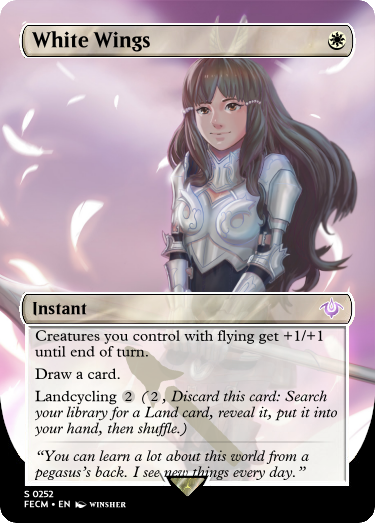 White Wings
Instant
Creatures you control with flying get +1/+1
until end of turn.
Draw a card.
Landcycling 2 (2, Discard this card: Search
your library for a Land card, reveal it, put it into
your hand, then shuffle.)
“You can learn a lot about this world from a
pegasus’s back. I see new things every day.”
S 0252
FECM • EN WINSHER